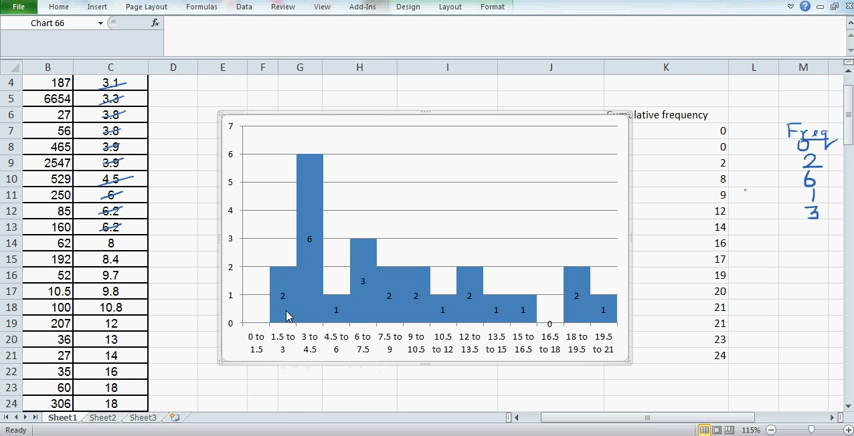 File Home Insert Page Layout Formulas Data Review View Add-Ins Design Layout Format
Chart 66 fx
B C D E F G H I J K L M
4 187 3.1
5 6654 3.3
6 27 3.8 Cumulative frequency
7 56 3.8 0
8 465 3.9 0
9 2547 3.9 2
10 529 4.5 8
11 250 6 9
12 85 6.2 12
13 160 6.2 14
14 62 8 16
15 192 8.4 17
16 52 9.7 19
17 10.5 9.8 20
18 100 10.8 21
19 207 12 21
20 36 13 23
21 27 14 24
22 35 16
23 60 18
24 306 18
Freq
0
2
6
1
3
7
6
5
4
3
2
1
0
2 6 1 3 2 2 1 2 1 1 0 2 1
0 to 1.5 to 3 to 4.5 to 6 to 7.5 to 9 to 10.5 12 to 13.5 15 to 16.5 18 to 19.5
1.5 3 4.5 6 7.5 9 10.5 to 12 13.5 to 15 16.5 to 18 19.5 to 21
Sheet1 Sheet2 Sheet3
Ready 115%